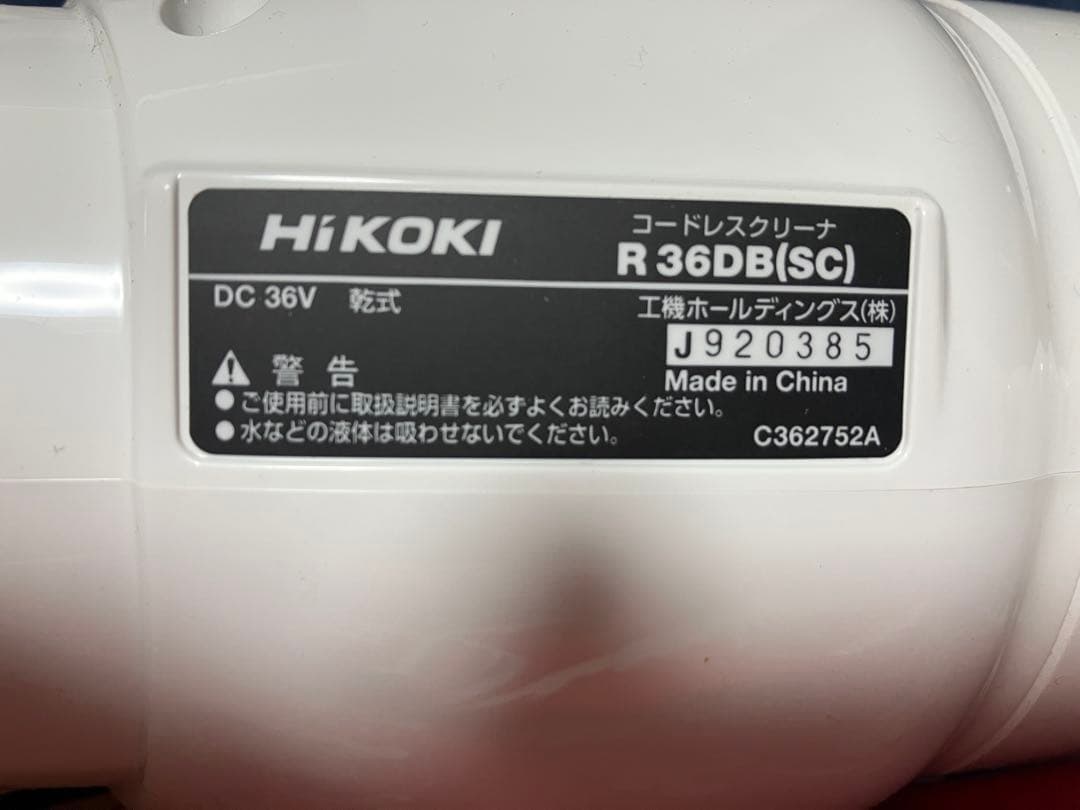 HiKOKI
コードレスクリーナ
R 36DB(SC)
DC 36V 乾式
工機ホールディングス(株)
J920385
Made in China
警告
●ご使用前に取扱説明書を必ずよくお読みください。
●水などの液体は吸わせないでください。
C362752A